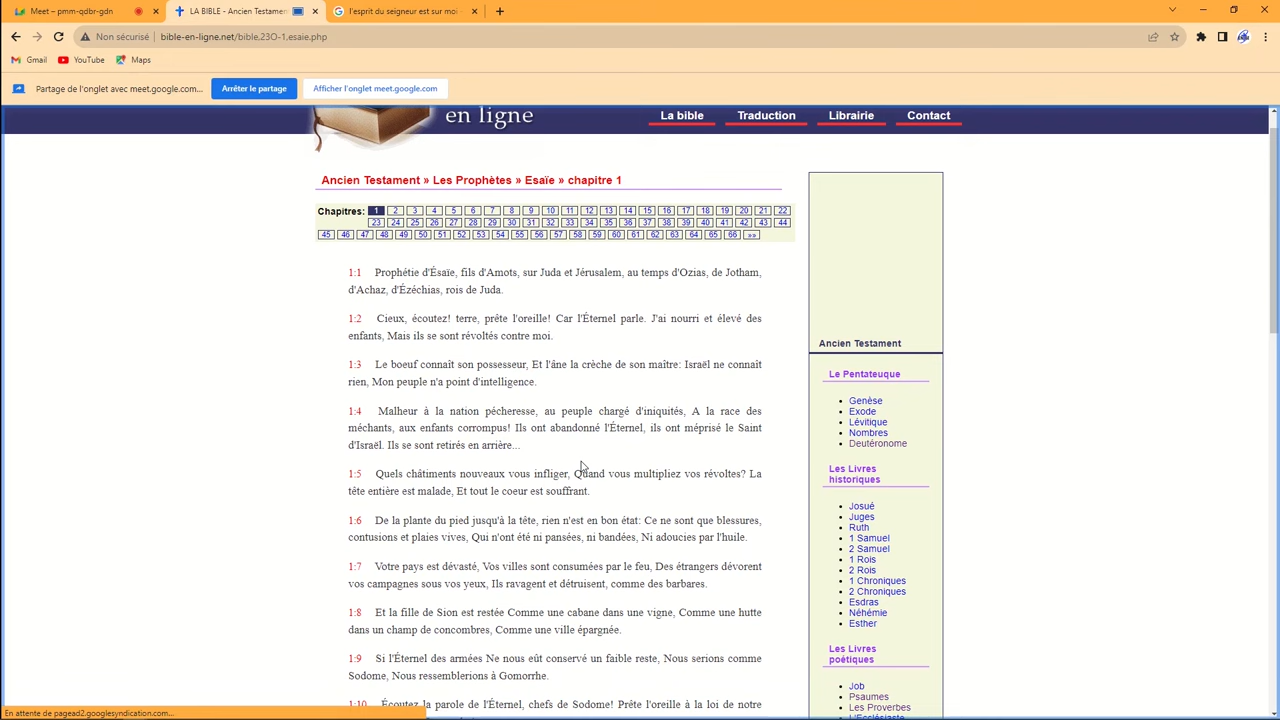 Meet – pmm-qdbr-gdn
LA BIBLE - Ancien Testamen
l'esprit du seigneur est sur moi
Non sécurisé
bible-en-ligne.net/bible,23O-1,esaie.php
Gmail YouTube Maps
Partage de l'onglet avec meet.google.com...
Arrêter le partage
Afficher l'onglet meet.google.com
en ligne
La bible Traduction Librairie Contact
Ancien Testament » Les Prophètes » Esaïe » chapitre 1
Chapitres: 1 2 3 4 5 6 7 8 9 10 11 12 13 14 15 16 17 18 19 20 21 22
23 24 25 26 27 28 29 30 31 32 33 34 35 36 37 38 39 40 41 42 43 44
45 46 47 48 49 50 51 52 53 54 55 56 57 58 59 60 61 62 63 64 65 66 »»
1:1 Prophétie d'Ésaïe, fils d'Amots, sur Juda et Jérusalem, au temps d'Ozias, de Jotham,
d'Achaz, d'Ézéchias, rois de Juda.
1:2 Cieux, écoutez! terre, prête l'oreille! Car l'Éternel parle. J'ai nourri et élevé des
enfants, Mais ils se sont révoltés contre moi.
1:3 Le boeuf connaît son possesseur, Et l'âne la crèche de son maître: Israël ne connaît
rien, Mon peuple n'a point d'intelligence.
1:4 Malheur à la nation pécheresse, au peuple chargé d'iniquités, A la race des
méchants, aux enfants corrompus! Ils ont abandonné l'Éternel, ils ont méprisé le Saint
d'Israël. Ils se sont retirés en arrière...
1:5 Quels châtiments nouveaux vous infliger, Quand vous multipliez vos révoltes? La
tête entière est malade, Et tout le coeur est souffrant.
1:6 De la plante du pied jusqu'à la tête, rien n'est en bon état: Ce ne sont que blessures,
contusions et plaies vives, Qui n'ont été ni pansées, ni bandées, Ni adoucies par l'huile.
1:7 Votre pays est dévasté, Vos villes sont consumées par le feu, Des étrangers dévorent
vos campagnes sous vos yeux, Ils ravagent et détruisent, comme des barbares.
1:8 Et la fille de Sion est restée Comme une cabane dans une vigne, Comme une hutte
dans un champ de concombres, Comme une ville épargnée.
1:9 Si l'Éternel des armées Ne nous eût conservé un faible reste, Nous serions comme
Sodome, Nous ressemblerions à Gomorrhe.
1:10 Écoutez la parole de l'Éternel, chefs de Sodome! Prête l'oreille à la loi de notre
Ancien Testament
Le Pentateuque
Genèse
Exode
Lévitique
Nombres
Deutéronome
Les Livres
historiques
Josué
Juges
Ruth
1 Samuel
2 Samuel
1 Rois
2 Rois
1 Chroniques
2 Chroniques
Esdras
Néhémie
Esther
Les Livres
poétiques
Job
Psaumes
Les Proverbes
L'Ecclésiaste
En attente de pagead2.googlesyndication.com...